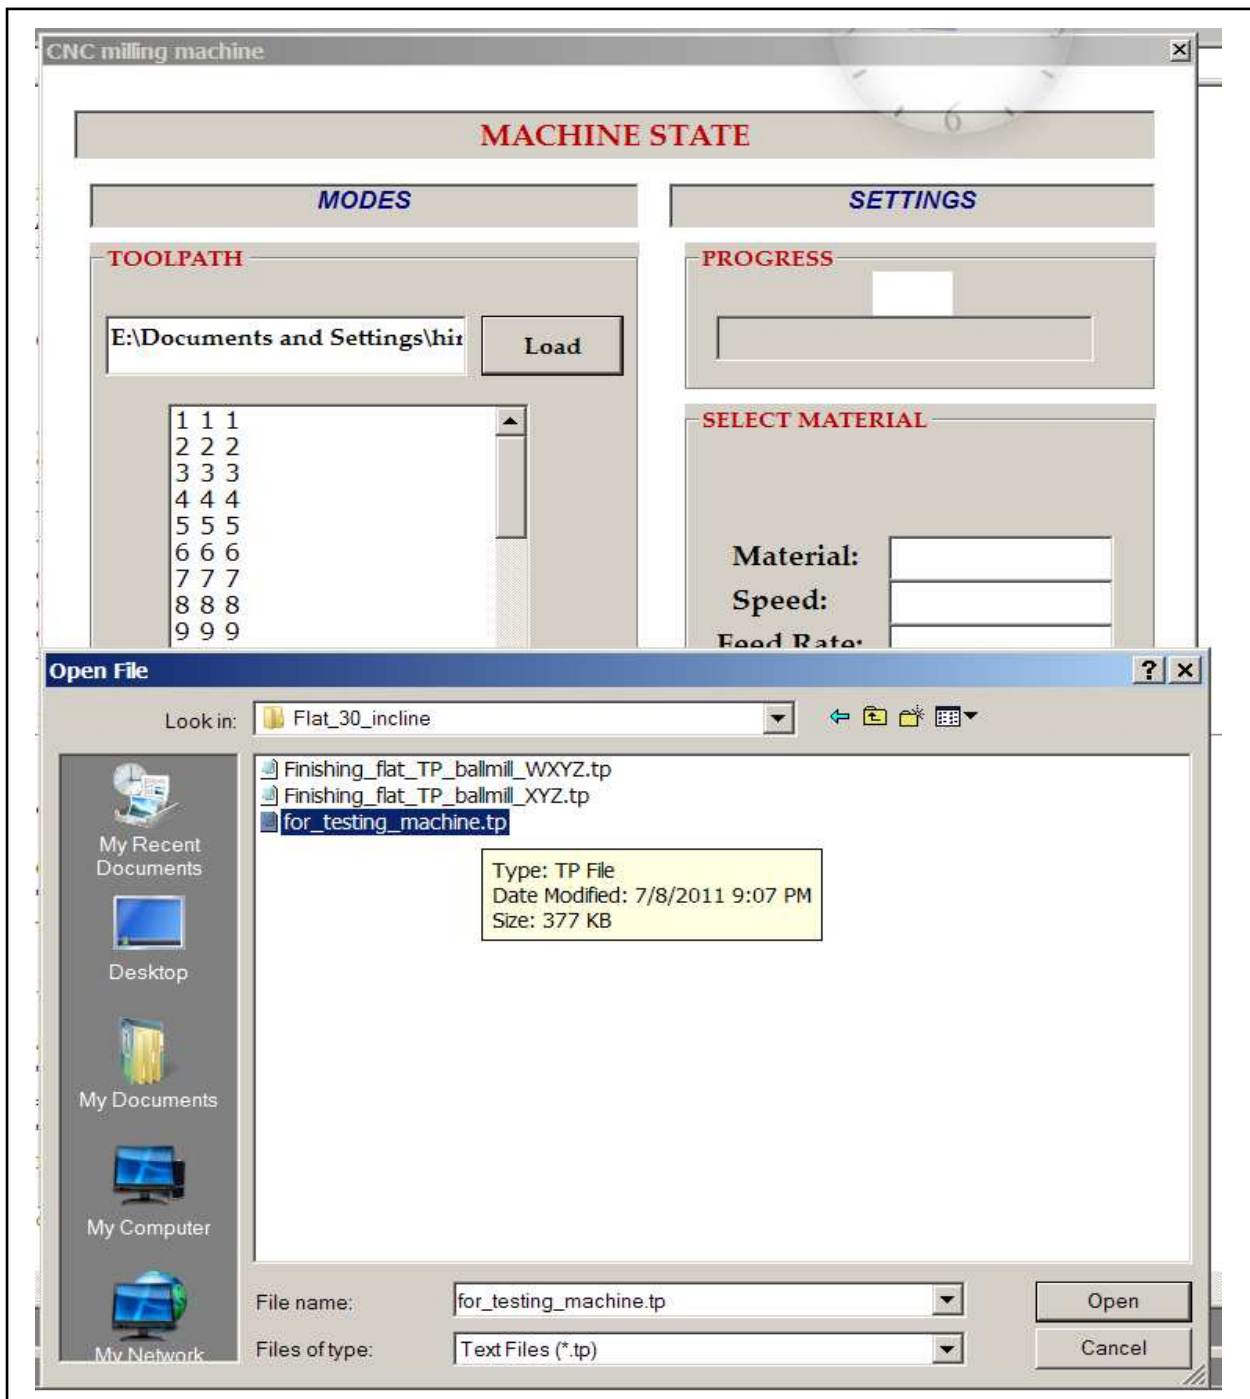 CNC milling machine
6
MACHINE STATE
MODES
SETTINGS
TOOLPATH
PROGRESS
E:\Documents and Settings\hir
Load
1 1 1
2 2 2
3 3 3
4 4 4
5 5 5
6 6 6
7 7 7
8 8 8
9 9 9
SELECT MATERIAL
Material:
Speed:
Feed Rate:
Open File
Look in:
Flat_30_incline
Finishing_flat_TP_ballmill_WXYZ.tp
Finishing_flat_TP_ballmill_XYZ.tp
for_testing_machine.tp
Type: TP File
Date Modified: 7/8/2011 9:07 PM
Size: 377 KB
My Recent
Documents
Desktop
My Documents
My Computer
My Network
File name:
for_testing_machine.tp
Open
Files of type:
Text Files (*.tp)
Cancel